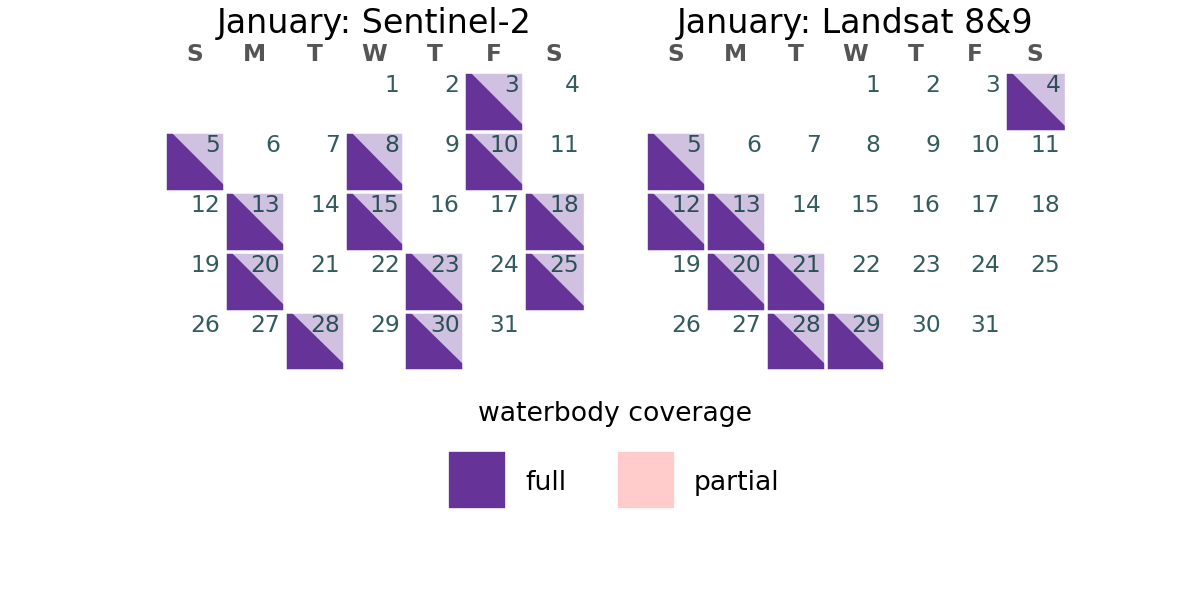 January: Sentinel-2
S M T W T F S
1 2 3 4
5 6 7 8 9 10 11
12 13 14 15 16 17 18
19 20 21 22 23 24 25
26 27 28 29 30 31
January: Landsat 8&9
S M T W T F S
1 2 3 4
5 6 7 8 9 10 11
12 13 14 15 16 17 18
19 20 21 22 23 24 25
26 27 28 29 30 31
waterbody coverage
full partial